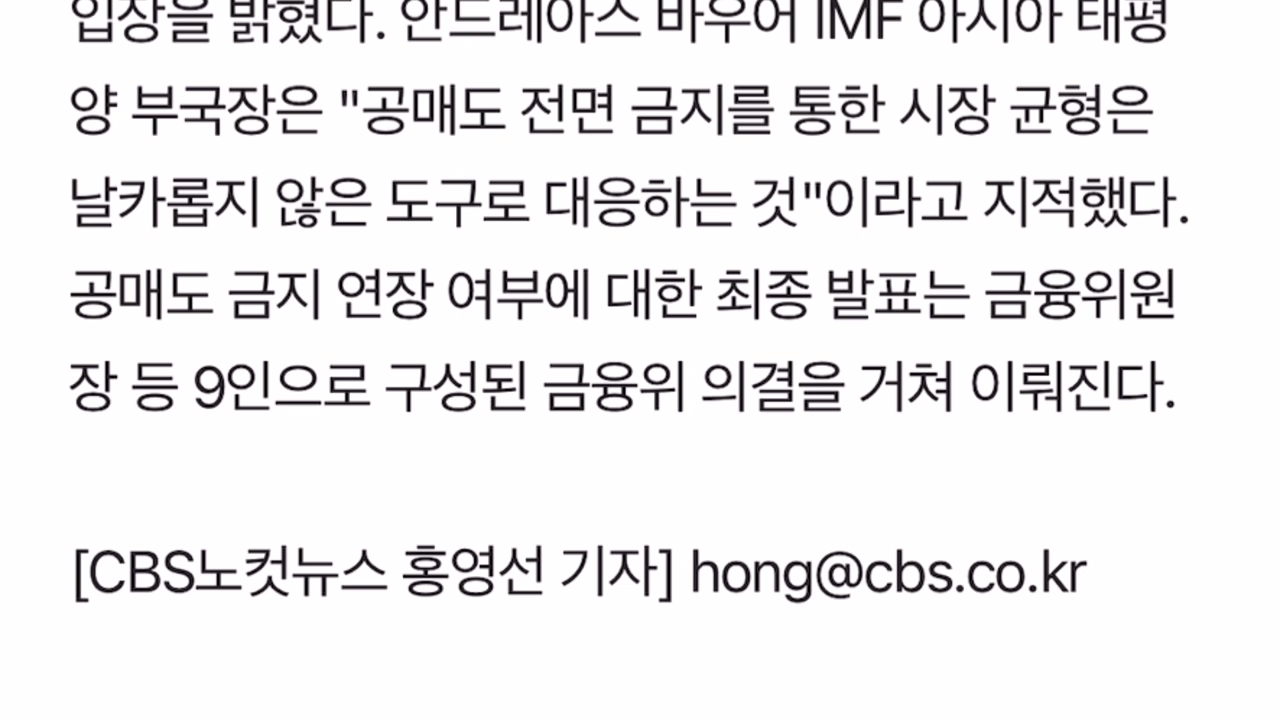 입장을 밝혔다. 안드레아스 바우어 IMF 아시아 태평
양 부국장은 "공매도 전면 금지를 통한 시장 균형은
날카롭지 않은 도구로 대응하는 것"이라고 지적했다.
공매도 금지 연장 여부에 대한 최종 발표는 금융위원
장 등 9인으로 구성된 금융위 의결을 거쳐 이뤄진다.
[CBS노컷뉴스 홍영선 기자] hong@cbs.co.kr